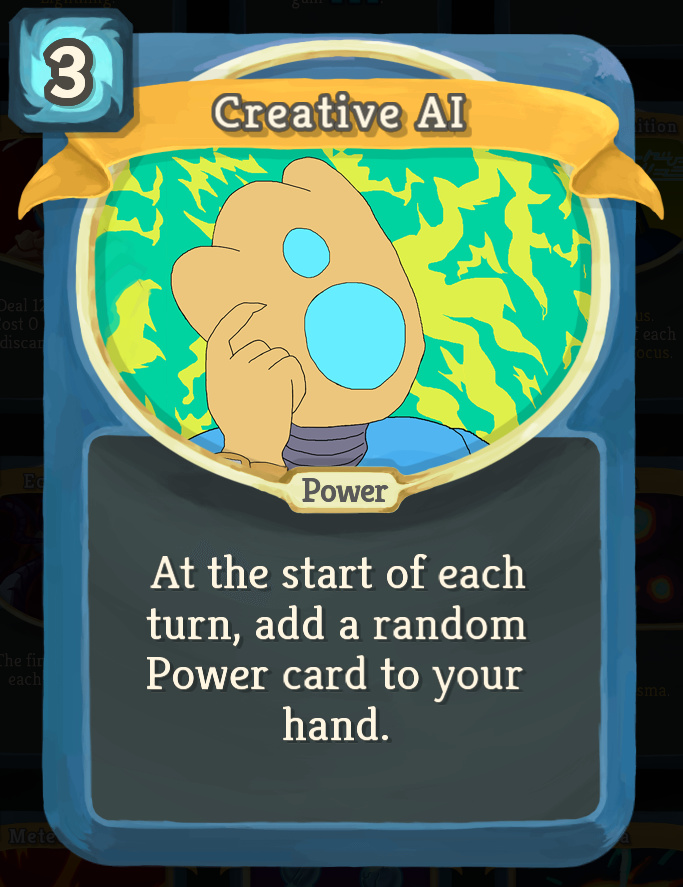 3
Creative AI
Power
At the start of each
turn, add a random
Power card to your
hand.